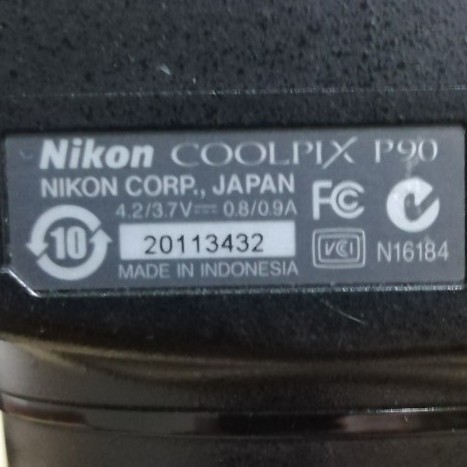 Nikon COOLPIX P90
NIKON CORP., JAPAN
4.2/3.7V⎓ 0.8/0.9A
FC
10
20113432
VCI
N16184
MADE IN INDONESIA